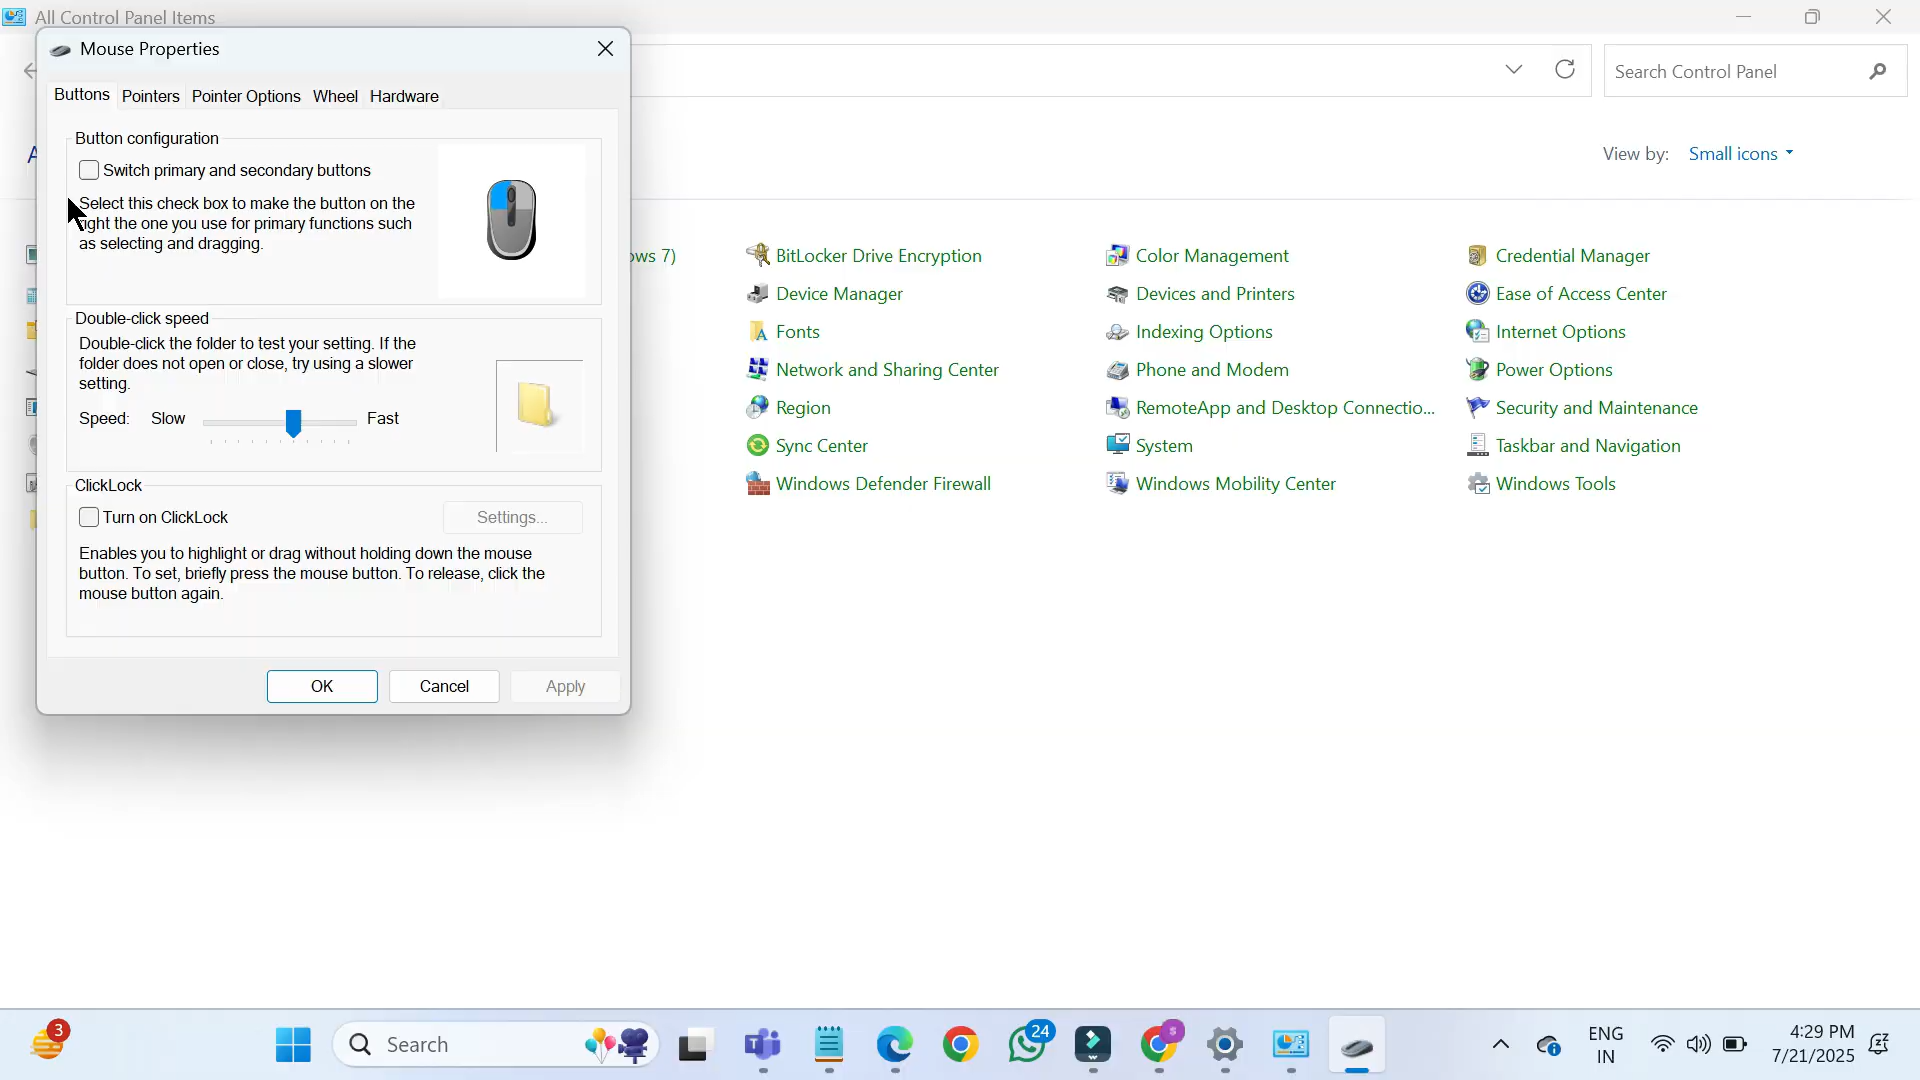 All Control Panel Items
Mouse Properties
Search Control Panel
Buttons
Pointers
Pointer Options
Wheel
Hardware
Button configuration
Switch primary and secondary buttons
Select this check box to make the button on the
right the one you use for primary functions such
as selecting and dragging.
Double-click speed
Double-click the folder to test your setting. If the
folder does not open or close, try using a slower
setting.
Speed:
Slow
Fast
ClickLock
Turn on ClickLock
Settings...
Enables you to highlight or drag without holding down the mouse
button. To set, briefly press the mouse button. To release, click the
mouse button again.
OK
Cancel
Apply
View by:
Small icons
ows 7)
BitLocker Drive Encryption
Color Management
Credential Manager
Device Manager
Devices and Printers
Ease of Access Center
Fonts
Indexing Options
Internet Options
Network and Sharing Center
Phone and Modem
Power Options
Region
RemoteApp and Desktop Connectio...
Security and Maintenance
Sync Center
System
Taskbar and Navigation
Windows Defender Firewall
Windows Mobility Center
Windows Tools
3
Search
24
S
ENG
IN
4:29 PM
7/21/2025